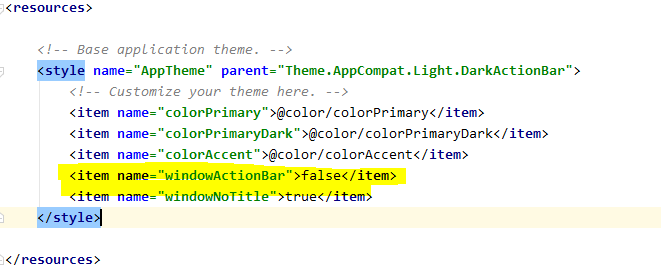 <resources>
<!-- Base application theme. -->
<style name="AppTheme" parent="Theme.AppCompat.Light.DarkActionBar">
<!-- Customize your theme here. -->
<item name="colorPrimary">@color/colorPrimary</item>
<item name="colorPrimaryDark">@color/colorPrimaryDark</item>
<item name="colorAccent">@color/colorAccent</item>
<item name="windowActionBar">false</item>
<item name="windowNoTitle">true</item>
</style>
</resources>